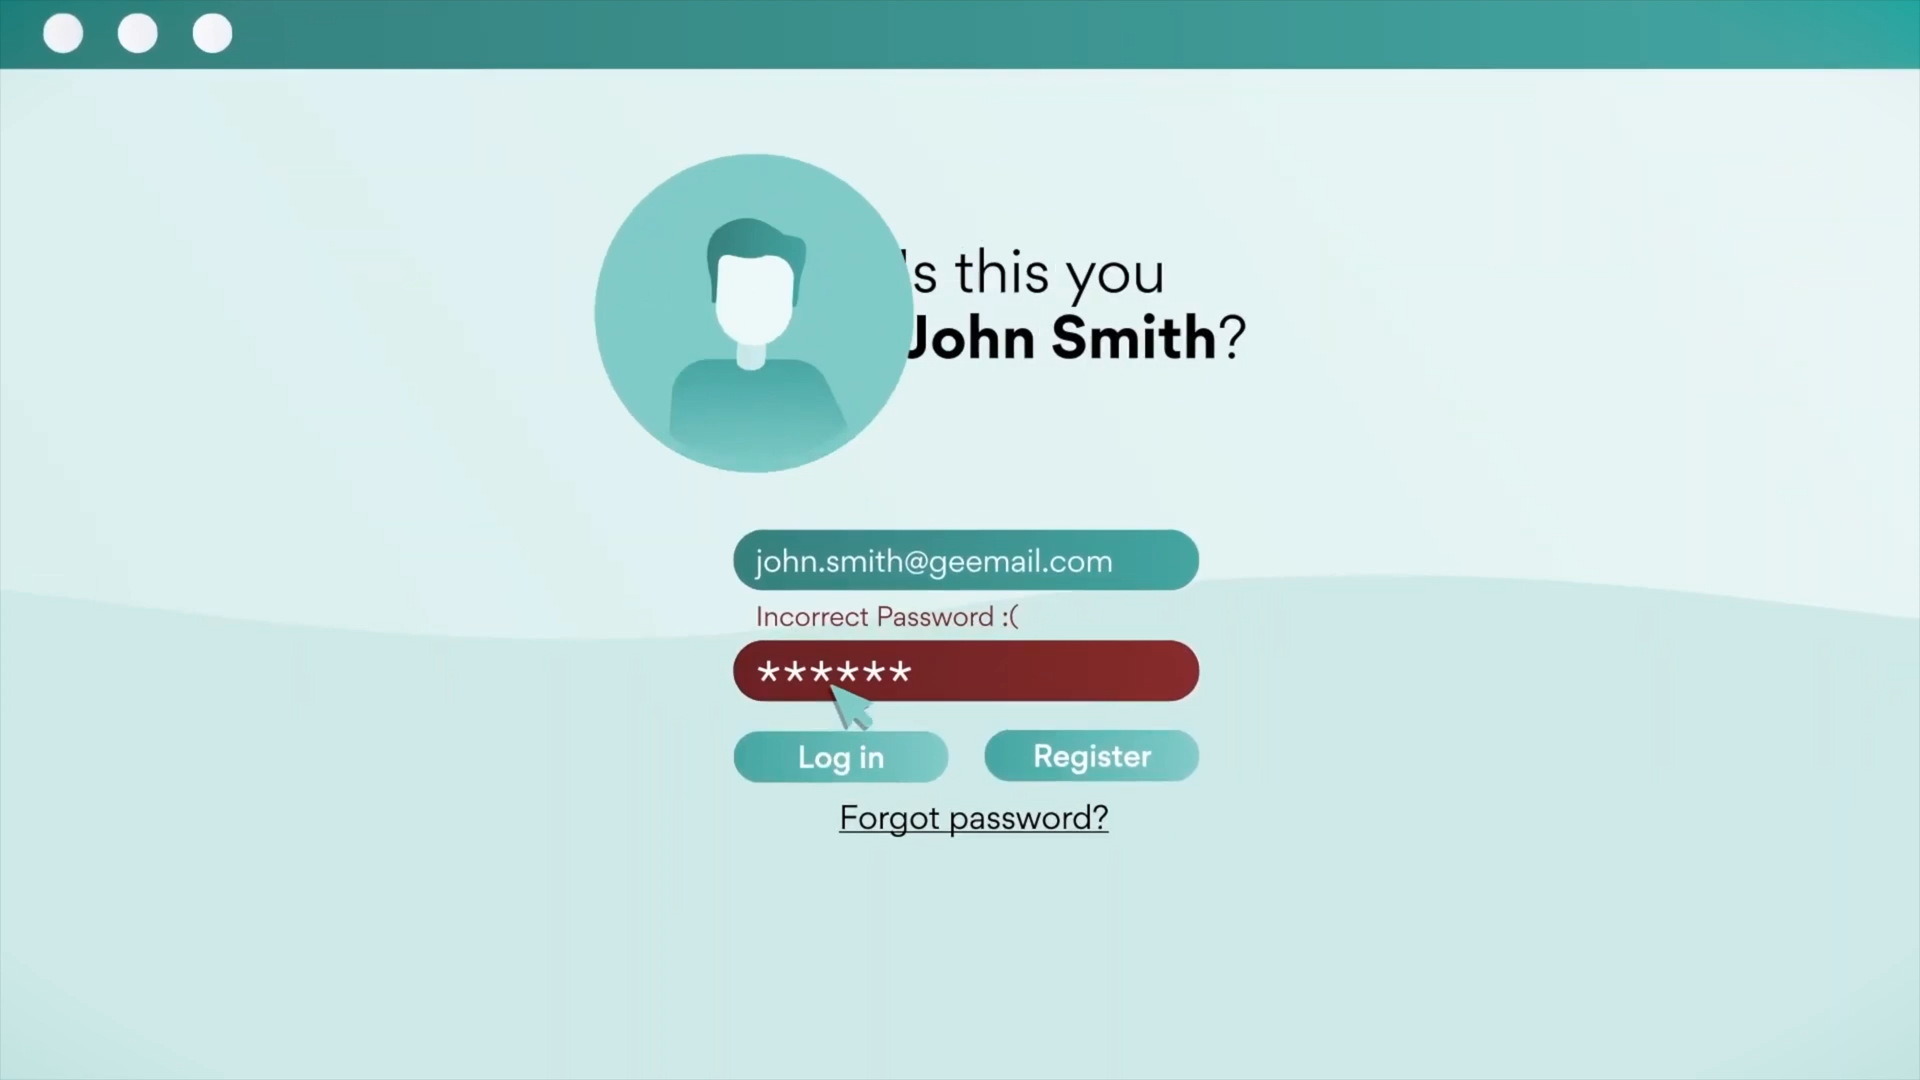 Is this you
John Smith?
john.smith@geemail.com
Incorrect Password :(
******
Log in
Register
Forgot password?